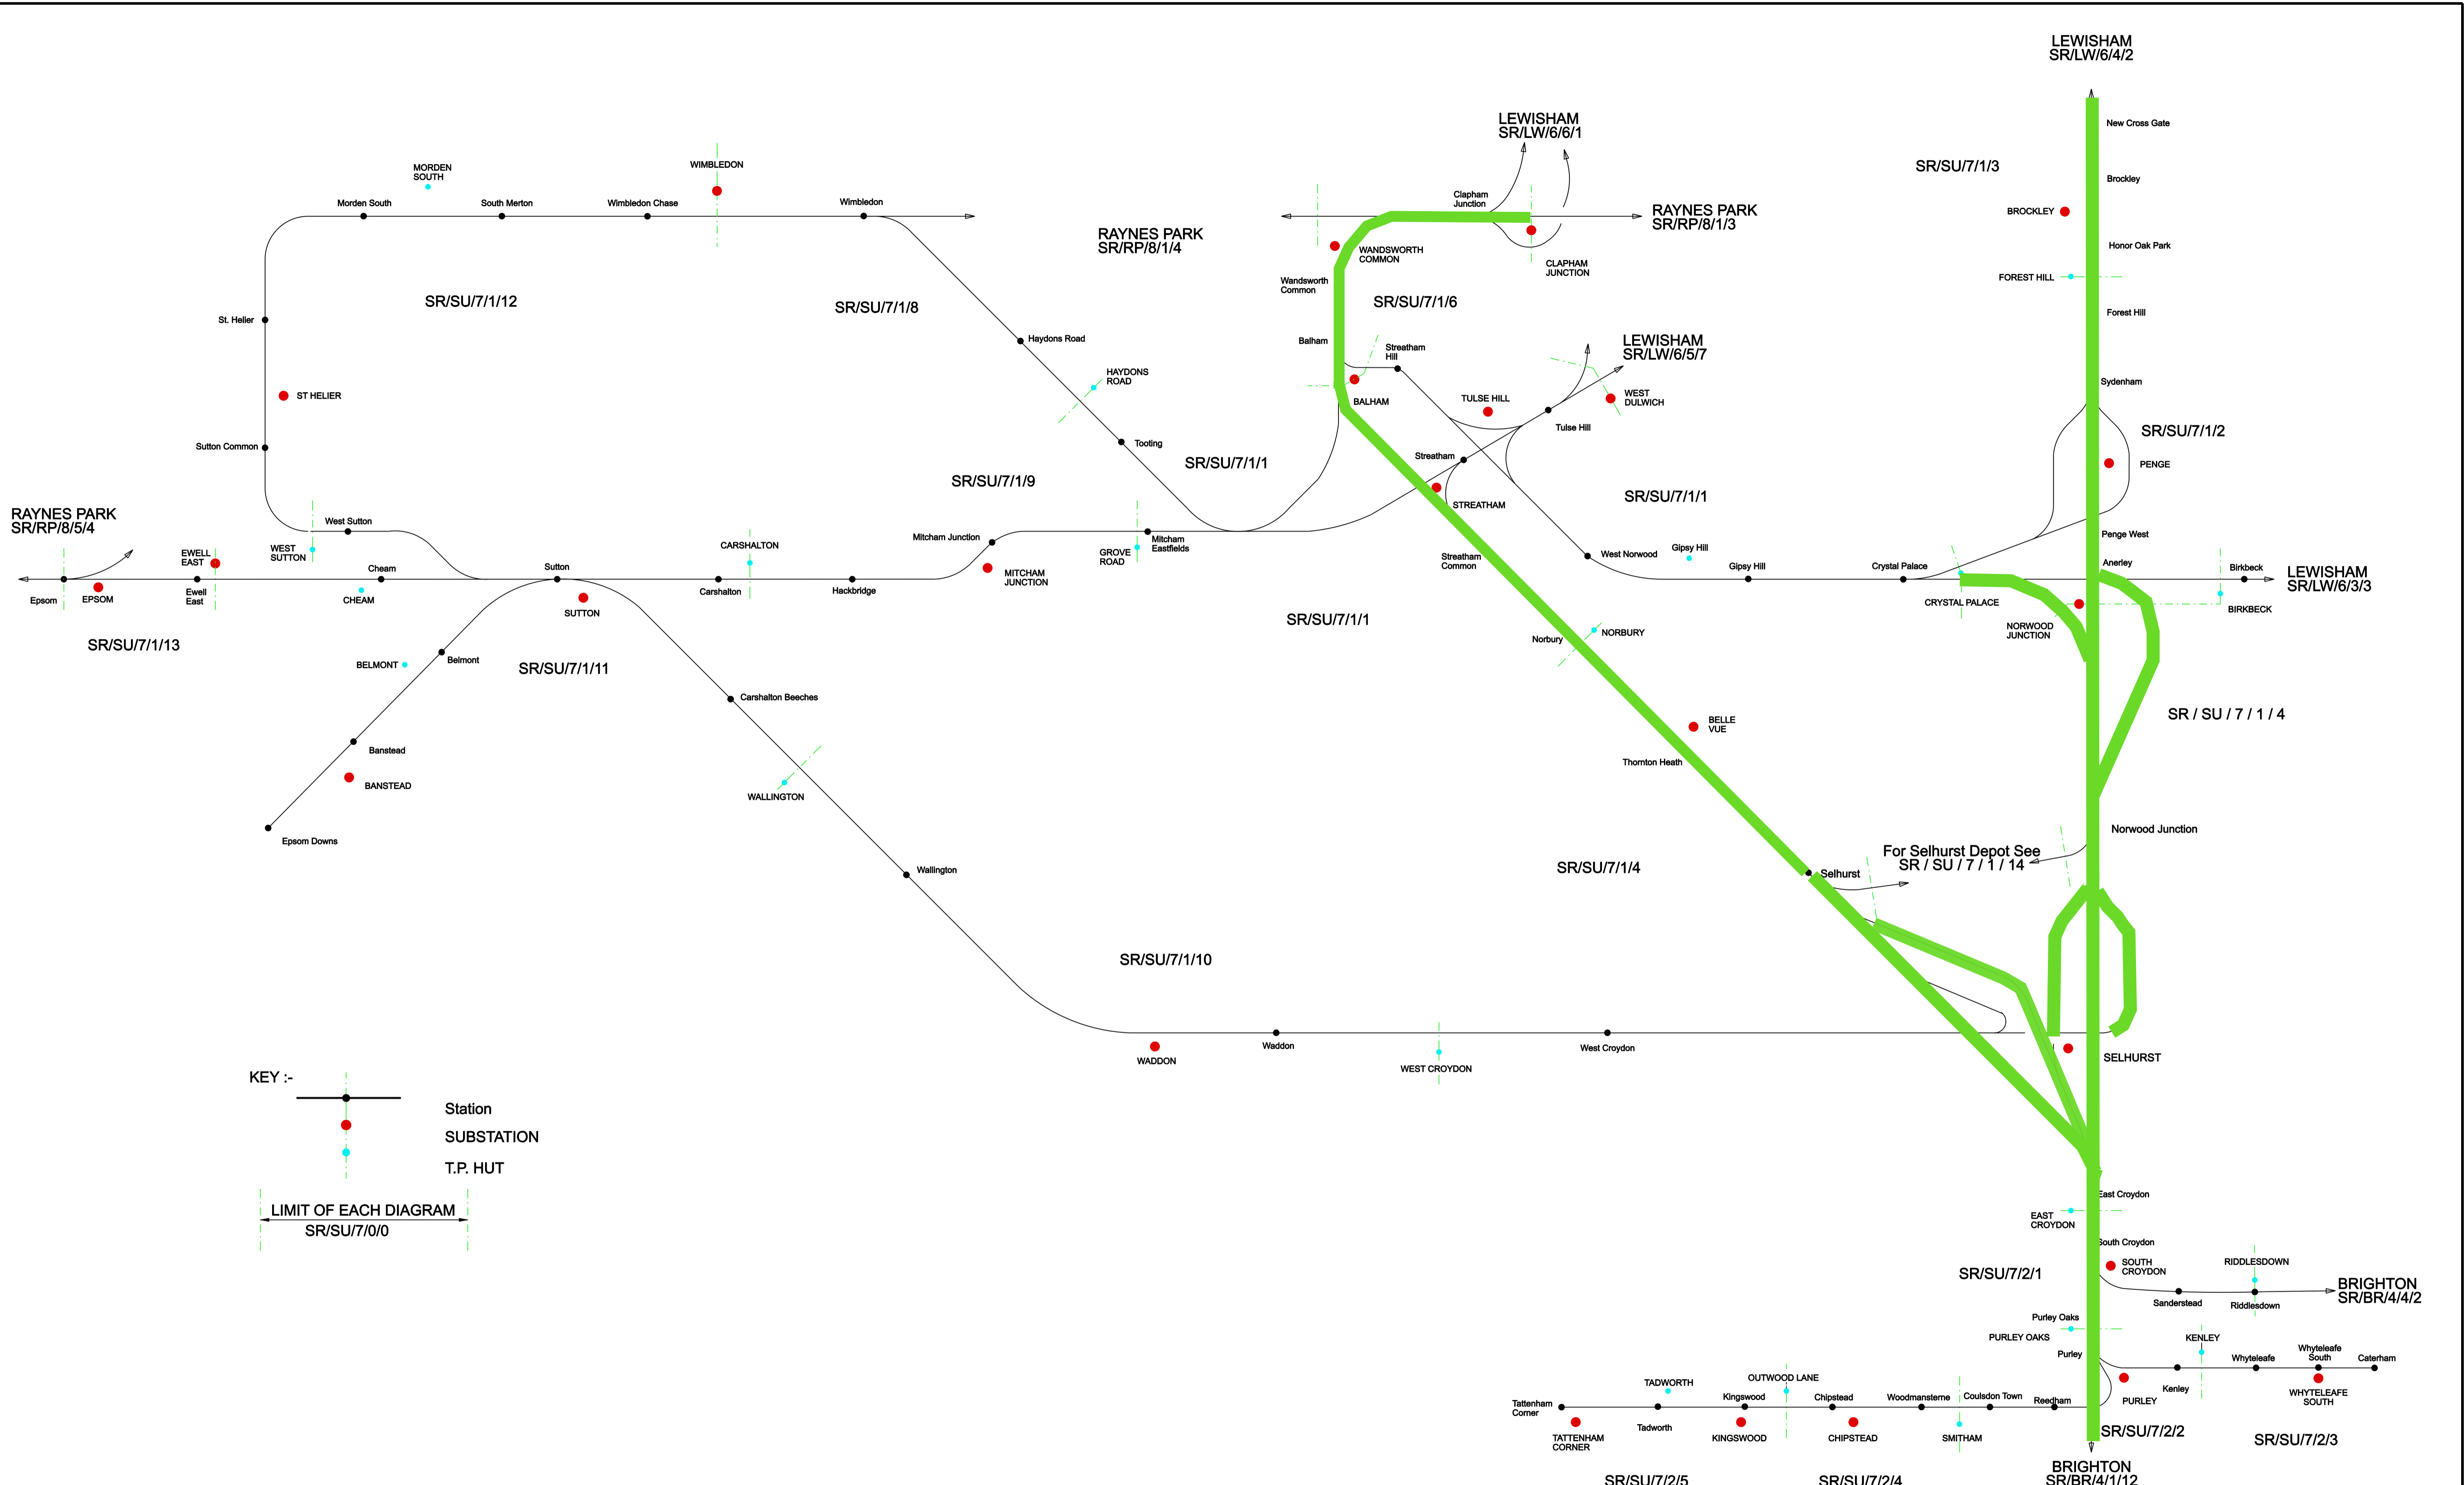 LEWISHAM
SR/LW/6/4/2
New Cross Gate
SR/SU/7/1/3
Brockley
BROCKLEY
Honor Oak Park
FOREST HILL
Forest Hill
Sydenham
SR/SU/7/1/2
PENGE
Penge West
Anerley
Birkbeck
LEWISHAM
SR/LW/6/3/3
BIRKBECK
CRYSTAL PALACE
NORWOOD
JUNCTION
SR / SU / 7 / 1 / 4
Norwood Junction
For Selhurst Depot See
SR / SU / 7 / 1 / 14
SELHURST
East Croydon
EAST
CROYDON
South Croydon
SOUTH
CROYDON
RIDDLESDOWN
SR/SU/7/2/1
BRIGHTON
SR/BR/4/4/2
Sanderstead
Riddlesdown
Purley Oaks
PURLEY OAKS
Purley
KENLEY
Whyteleafe
Whyteleafe
South
Caterham
Kenley
PURLEY
WHYTELEAFE
SOUTH
SR/SU/7/2/2
SR/SU/7/2/3
BRIGHTON
SR/BR/4/1/12
LEWISHAM
SR/LW/6/6/1
Clapham
Junction
RAYNES PARK
SR/RP/8/1/3
RAYNES PARK
SR/RP/8/1/4
WANDSWORTH
COMMON
CLAPHAM
JUNCTION
Wandsworth
Common
SR/SU/7/1/6
Balham
Streatham
Hill
LEWISHAM
SR/LW/6/5/7
BALHAM
TULSE HILL
WEST
DULWICH
Tulse Hill
Streatham
STREATHAM
SR/SU/7/1/1
SR/SU/7/1/1
Streatham
Common
West Norwood
Gipsy Hill
Gipsy Hill
Crystal Palace
SR/SU/7/1/1
Norbury
NORBURY
BELLE
VUE
Thornton Heath
SR/SU/7/1/4
Selhurst
MORDEN
SOUTH
WIMBLEDON
Morden South
South Merton
Wimbledon Chase
Wimbledon
SR/SU/7/1/12
SR/SU/7/1/8
St. Helier
Haydons Road
HAYDONS
ROAD
ST HELIER
Sutton Common
Tooting
SR/SU/7/1/9
RAYNES PARK
SR/RP/8/5/4
West Sutton
WEST
SUTTON
EWELL
EAST
CARSHALTON
Mitcham Junction
GROVE
ROAD
Mitcham
Eastfields
MITCHAM
JUNCTION
Epsom
EPSOM
Ewell
East
Cheam
CHEAM
Sutton
SUTTON
Carshalton
Hackbridge
SR/SU/7/1/13
BELMONT
Belmont
SR/SU/7/1/11
Carshalton Beeches
Banstead
BANSTEAD
WALLINGTON
Epsom Downs
Wallington
SR/SU/7/1/10
WADDON
Waddon
WEST CROYDON
West Croydon
KEY :-
Station
SUBSTATION
T.P. HUT
LIMIT OF EACH DIAGRAM
SR/SU/7/0/0
Tattenham
Corner
TADWORTH
Kingswood
OUTWOOD LANE
Chipstead
Woodmansterne
Coulsdon Town
Reedham
TATTENHAM
CORNER
Tadworth
KINGSWOOD
CHIPSTEAD
SMITHAM
SR/SU/7/2/5
SR/SU/7/2/4